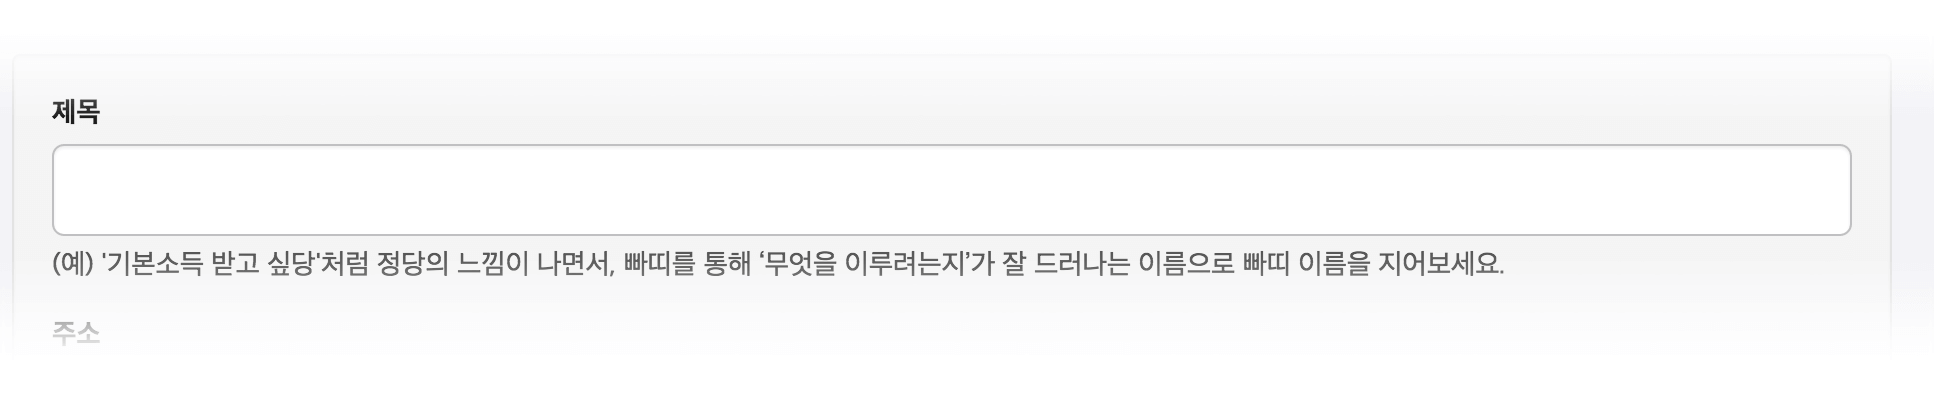 제목
(예) '기본소득 받고 싶당'처럼 정당의 느낌이 나면서, 빠띠를 통해 ‘무엇을 이루려는지’가 잘 드러나는 이름으로 빠띠 이름을 지어보세요.
주소